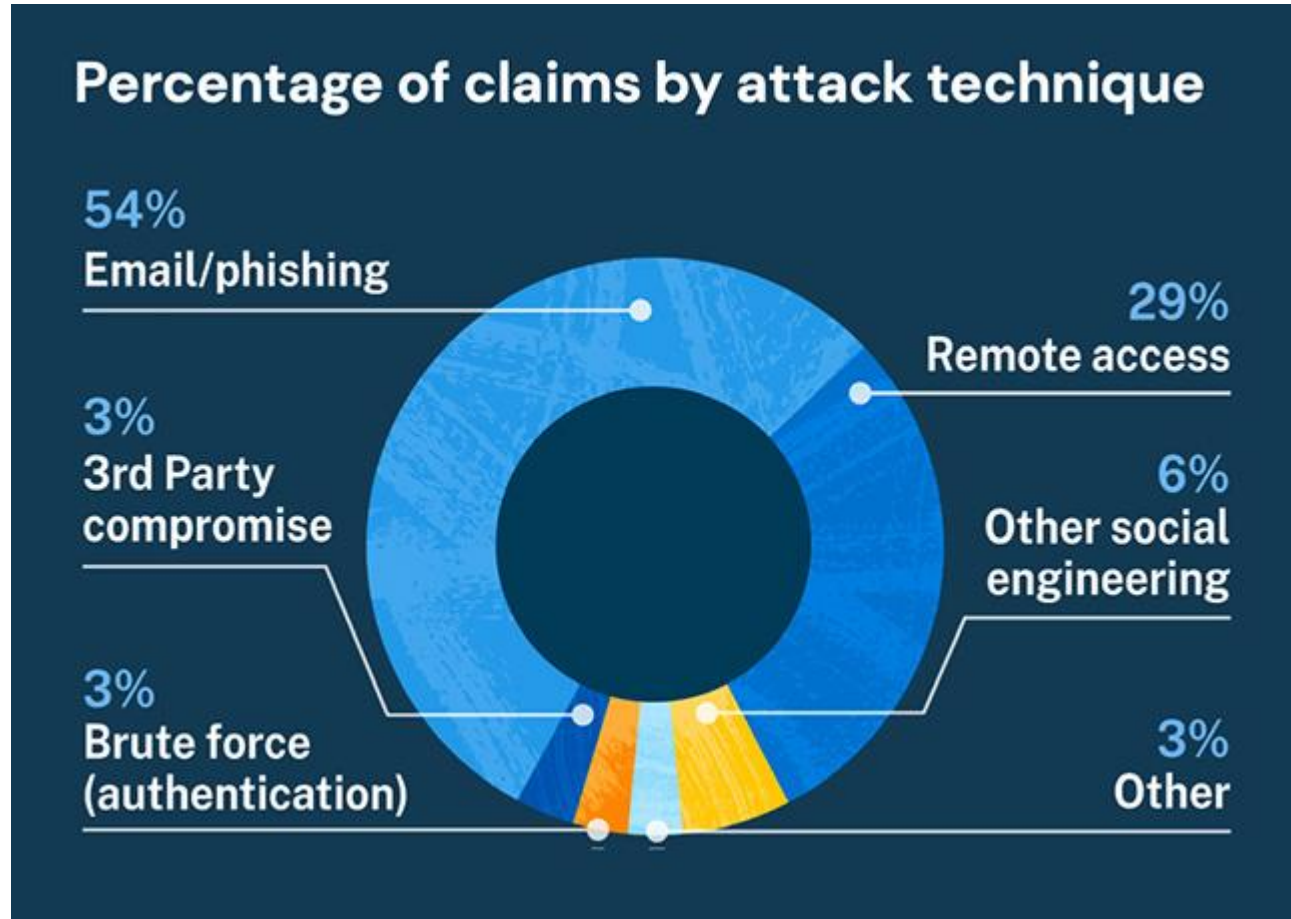 Percentage of claims by attack technique
54%
Email/phishing
29%
Remote access
3%
3rd Party
compromise
6%
Other social
engineering
3%
Brute force
(authentication)
3%
Other